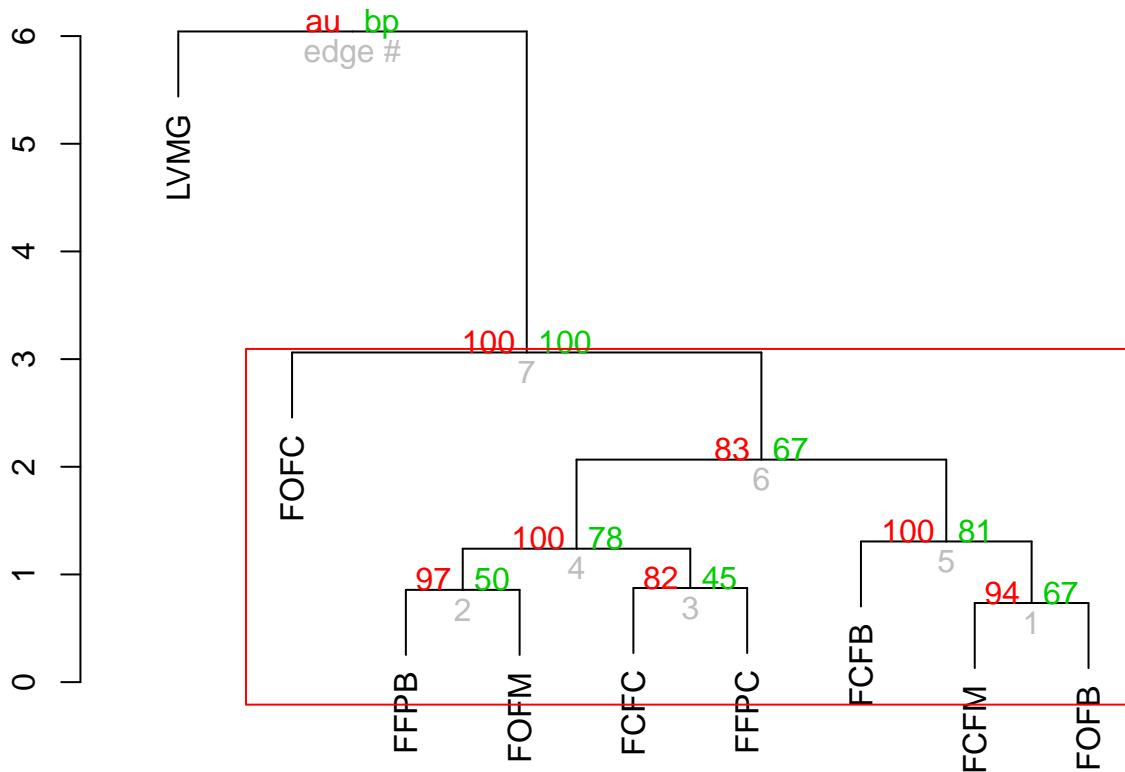 6
au bp
edge #
5
LVMG
4
3
100 100
7
2
FOFC
83 67
6
100 78
4
100 81
5
1
97 50
2
82 45
3
94 67
1
0
FFPB
FOFM
FCFC
FFPC
FCFB
FCFM
FOFB